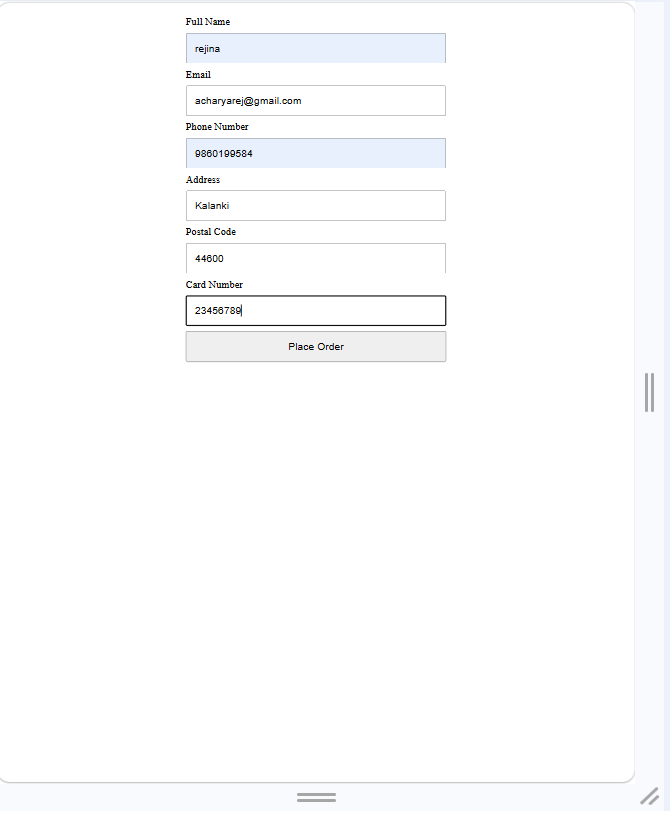 Full Name
rejina
Email
acharyarej@gmail.com
Phone Number
9860199584
Address
Kalanki
Postal Code
44600
Card Number
23456789
Place Order